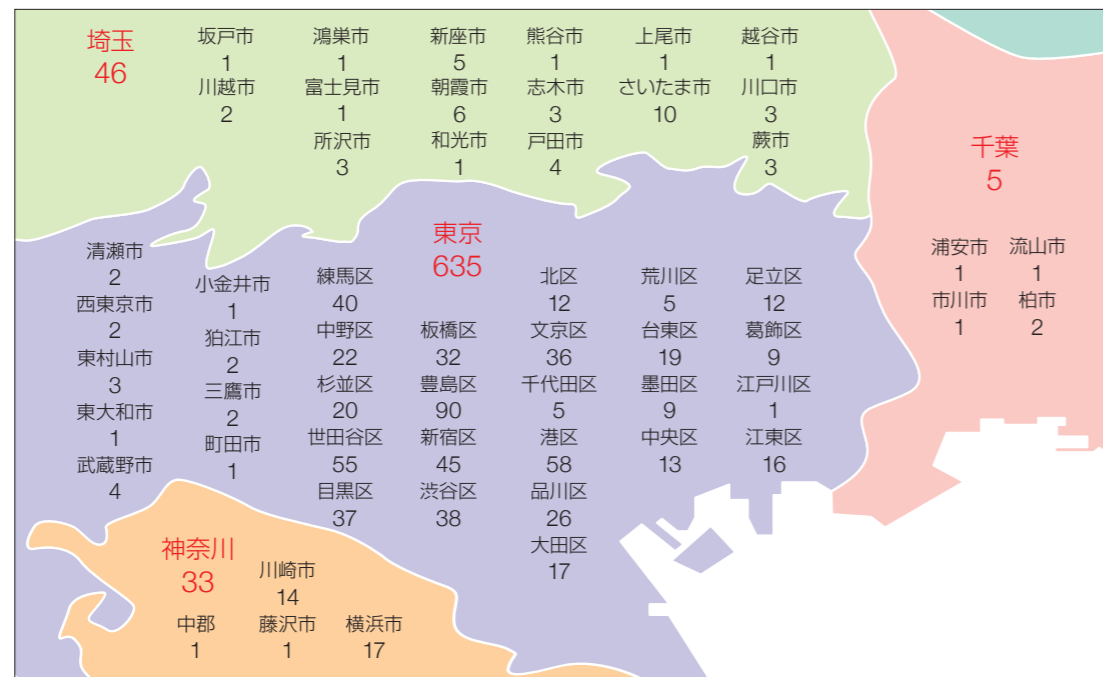 埼玉
46
坂戸市
1
川越市
2
鴻巣市
1
富士見市
1
所沢市
3
新座市
5
朝霞市
6
和光市
1
熊谷市
1
志木市
3
戸田市
4
上尾市
1
さいたま市
10
越谷市
1
川口市
3
蕨市
3
千葉
5
浦安市
1
市川市
1
流山市
1
柏市
2
東京
635
清瀬市
2
西東京市
2
東村山市
3
東大和市
1
武蔵野市
4
小金井市
1
狛江市
2
三鷹市
2
町田市
1
練馬区
40
中野区
22
杉並区
20
世田谷区
55
目黒区
37
板橋区
32
豊島区
90
新宿区
45
渋谷区
38
北区
12
文京区
36
千代田区
5
港区
58
品川区
26
大田区
17
荒川区
5
台東区
19
墨田区
9
中央区
13
足立区
12
葛飾区
9
江戸川区
1
江東区
16
神奈川
33
川崎市
14
中郡
1
藤沢市
1
横浜市
17